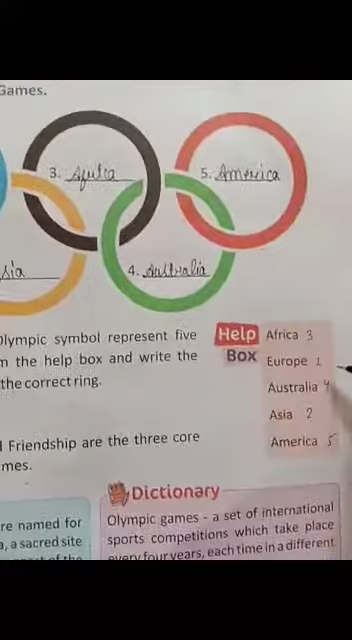 Games.
3. Africa
5. America
sia
4. Australia
Olympic symbol represent five
m the help box and write the
the correct ring.
Help Box
Africa 3
Europe 1
Australia 4
Asia 2
America 5
d Friendship are the three core
mes.
re named for
a, a sacred site
Dictionary
Olympic games - a set of international
sports competitions which take place
every four years, each time in a different